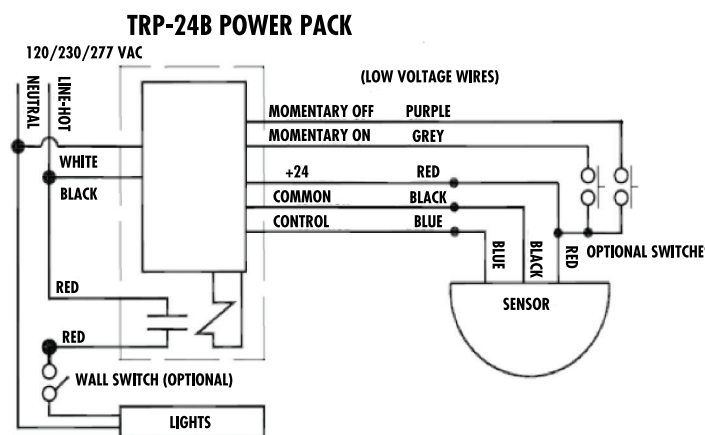 TRP-24B POWER PACK
120/230/277 VAC
(LOW VOLTAGE WIRES)
NEUTRAL
LINE-HOT
MOMENTARY OFF PURPLE
MOMENTARY ON GREY
WHITE
+24 RED
BLACK
COMMON BLACK
CONTROL BLUE
BLUE
BLACK
RED
OPTIONAL SWITCHE
RED
SENSOR
RED
WALL SWITCH (OPTIONAL)
LIGHTS